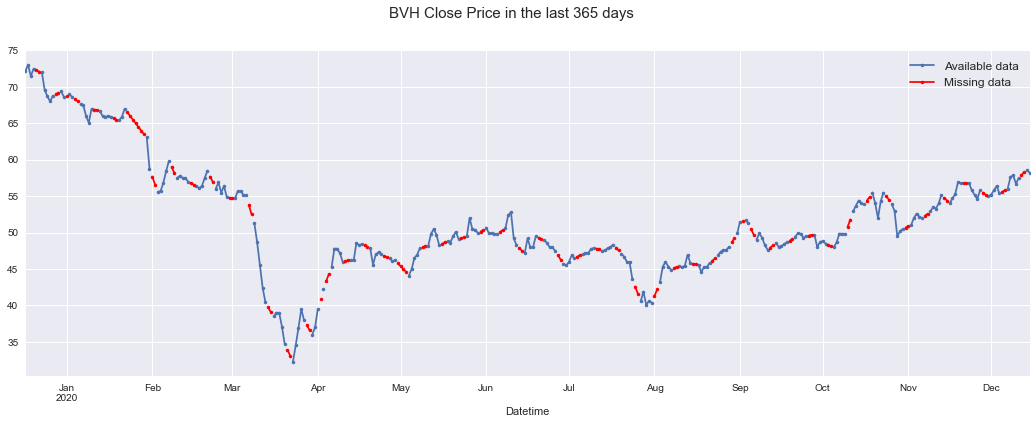 BVH Close Price in the last 365 days
Available data
Missing data
75
70
65
60
55
50
45
40
35
Jan Feb Mar Apr May Jun Jul Aug Sep Oct Nov Dec
2020
Datetime